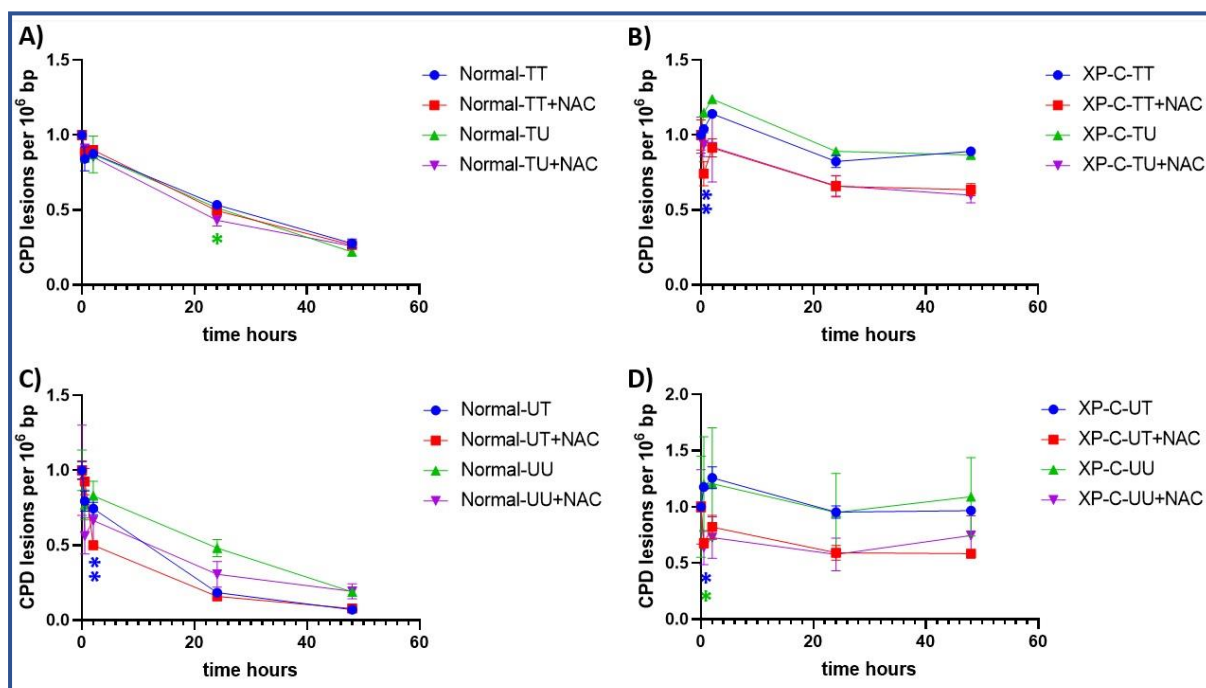 A)
CPD lesions per 10⁶ bp
1.5
1.0
0.5
0.0
0 20 40 60
time hours
Normal-TT
Normal-TT+NAC
Normal-TU
Normal-TU+NAC
*
B)
CPD lesions per 10⁶ bp
1.5
1.0
0.5
0.0
0 20 40 60
time hours
XP-C-TT
XP-C-TT+NAC
XP-C-TU
XP-C-TU+NAC
*
*
C)
CPD lesions per 10⁶ bp
1.5
1.0
0.5
0.0
0 20 40 60
time hours
Normal-UT
Normal-UT+NAC
Normal-UU
Normal-UU+NAC
*
*
D)
CPD lesions per 10⁶ bp
2.0
1.5
1.0
0.5
0.0
0 20 40 60
time hours
XP-C-UT
XP-C-UT+NAC
XP-C-UU
XP-C-UU+NAC
*
*